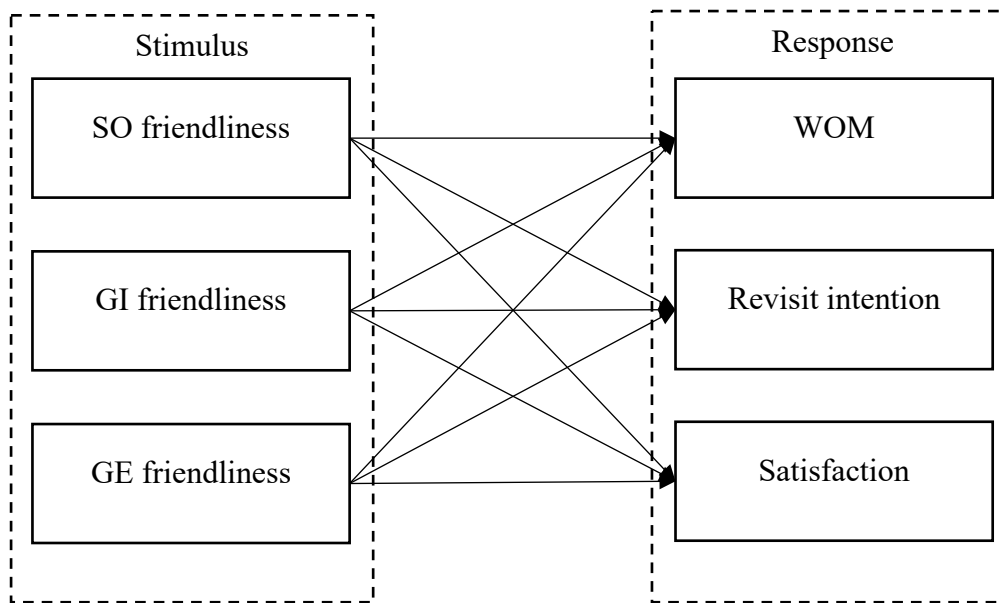 Stimulus
SO friendliness
GI friendliness
GE friendliness
Response
WOM
Revisit intention
Satisfaction